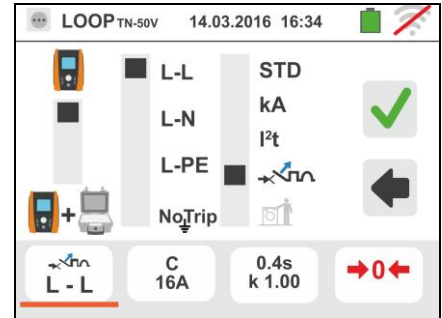 LOOP TN-50V 14.03.2016 16:34
L-L STD
L-N kA
I²t
L-PE
NoTrip
+
L - L C 0.4s →0←
16A k 1.00